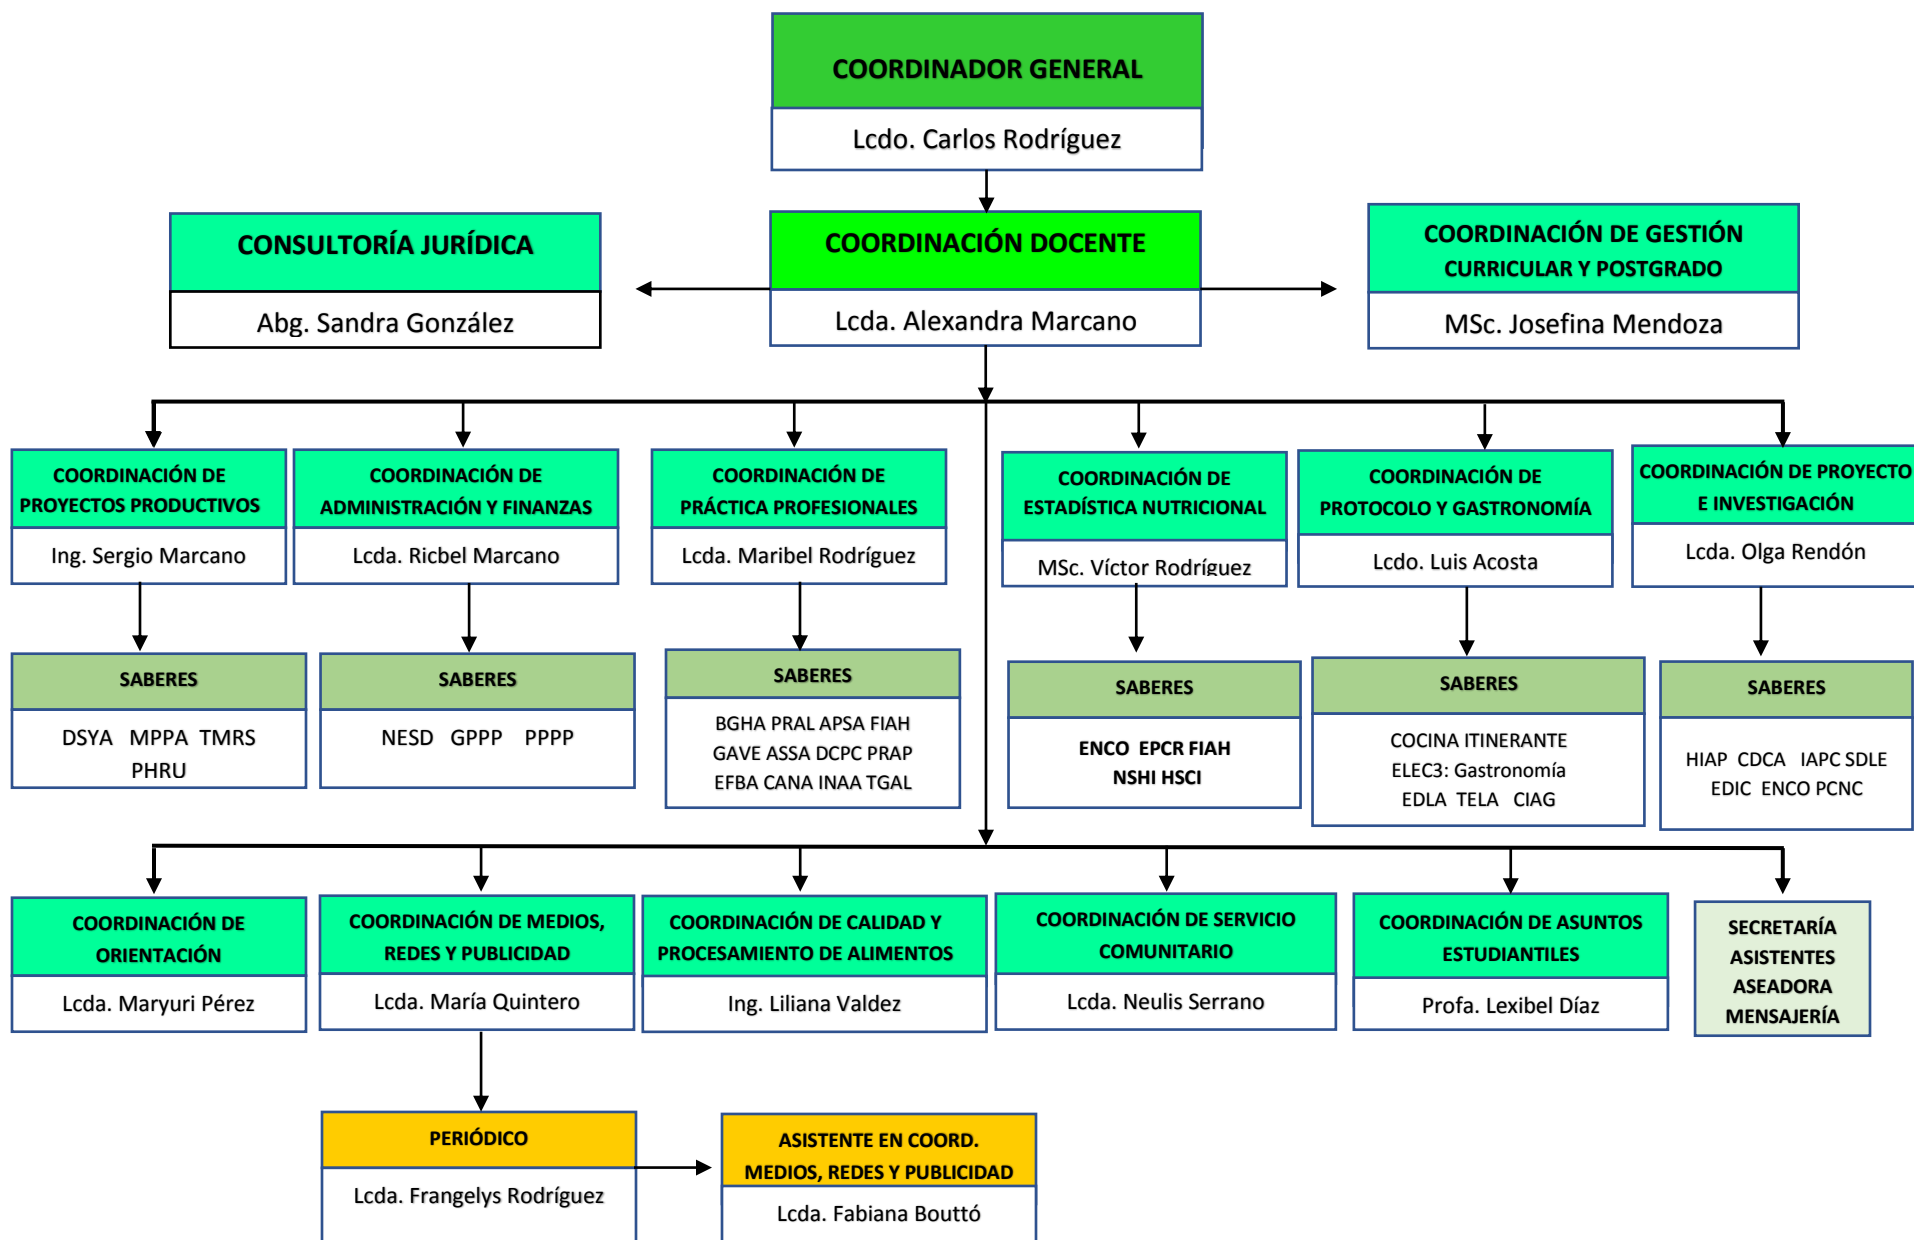 COORDINADOR GENERAL
Lcdo. Carlos Rodríguez
CONSULTORÍA JURÍDICA
Abg. Sandra González
COORDINACIÓN DOCENTE
Lcda. Alexandra Marcano
COORDINACIÓN DE GESTIÓN
CURRICULAR Y POSTGRADO
MSc. Josefina Mendoza
COORDINACIÓN DE
PROYECTOS PRODUCTIVOS
Ing. Sergio Marcano
COORDINACIÓN DE
ADMINISTRACIÓN Y FINANZAS
Lcda. Ricbel Marcano
COORDINACIÓN DE
PRÁCTICA PROFESIONALES
Lcda. Maribel Rodríguez
COORDINACIÓN DE
ESTADÍSTICA NUTRICIONAL
MSc. Víctor Rodríguez
COORDINACIÓN DE
PROTOCOLO Y GASTRONOMÍA
Lcdo. Luis Acosta
COORDINACIÓN DE PROYECTO
E INVESTIGACIÓN
Lcda. Olga Rendón
SABERES
DSYA MPPA TMRS
PHRU
SABERES
NESD GPPP PPPP
SABERES
BGHA PRAL APSA FIAH
GAVE ASSA DCPC PRAP
EFBA CANA INAA TGAL
SABERES
ENCO EPCR FIAH
NSHI HSCI
SABERES
COCINA ITINERANTE
ELEC3: Gastronomía
EDLA TELA CIAG
SABERES
HIAP CDCA IAPC SDLE
EDIC ENCO PCNC
COORDINACIÓN DE
ORIENTACIÓN
Lcda. Maryuri Pérez
COORDINACIÓN DE MEDIOS,
REDES Y PUBLICIDAD
Lcda. María Quintero
COORDINACIÓN DE CALIDAD Y
PROCESAMIENTO DE ALIMENTOS
Ing. Liliana Valdez
COORDINACIÓN DE SERVICIO
COMUNITARIO
Lcda. Neulis Serrano
COORDINACIÓN DE ASUNTOS
ESTUDIANTILES
Profa. Lexibel Díaz
SECRETARÍA
ASISTENTES
ASEADORA
MENSAJERÍA
PERIÓDICO
Lcda. Frangelys Rodríguez
ASISTENTE EN COORD.
MEDIOS, REDES Y PUBLICIDAD
Lcda. Fabiana Bouttó